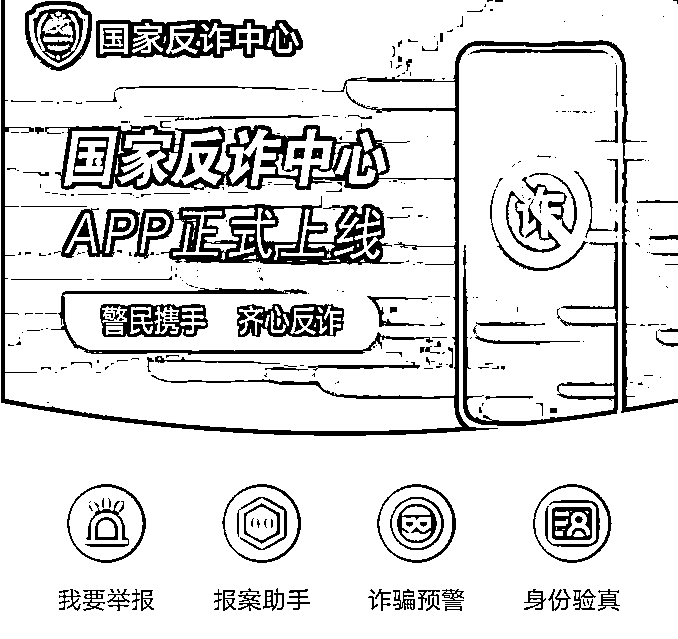 国家反诈中心
国家反诈中心
APP正式上线
警民携手 齐心反诈
诈
我要举报 报案助手 诈骗预警 身份验真